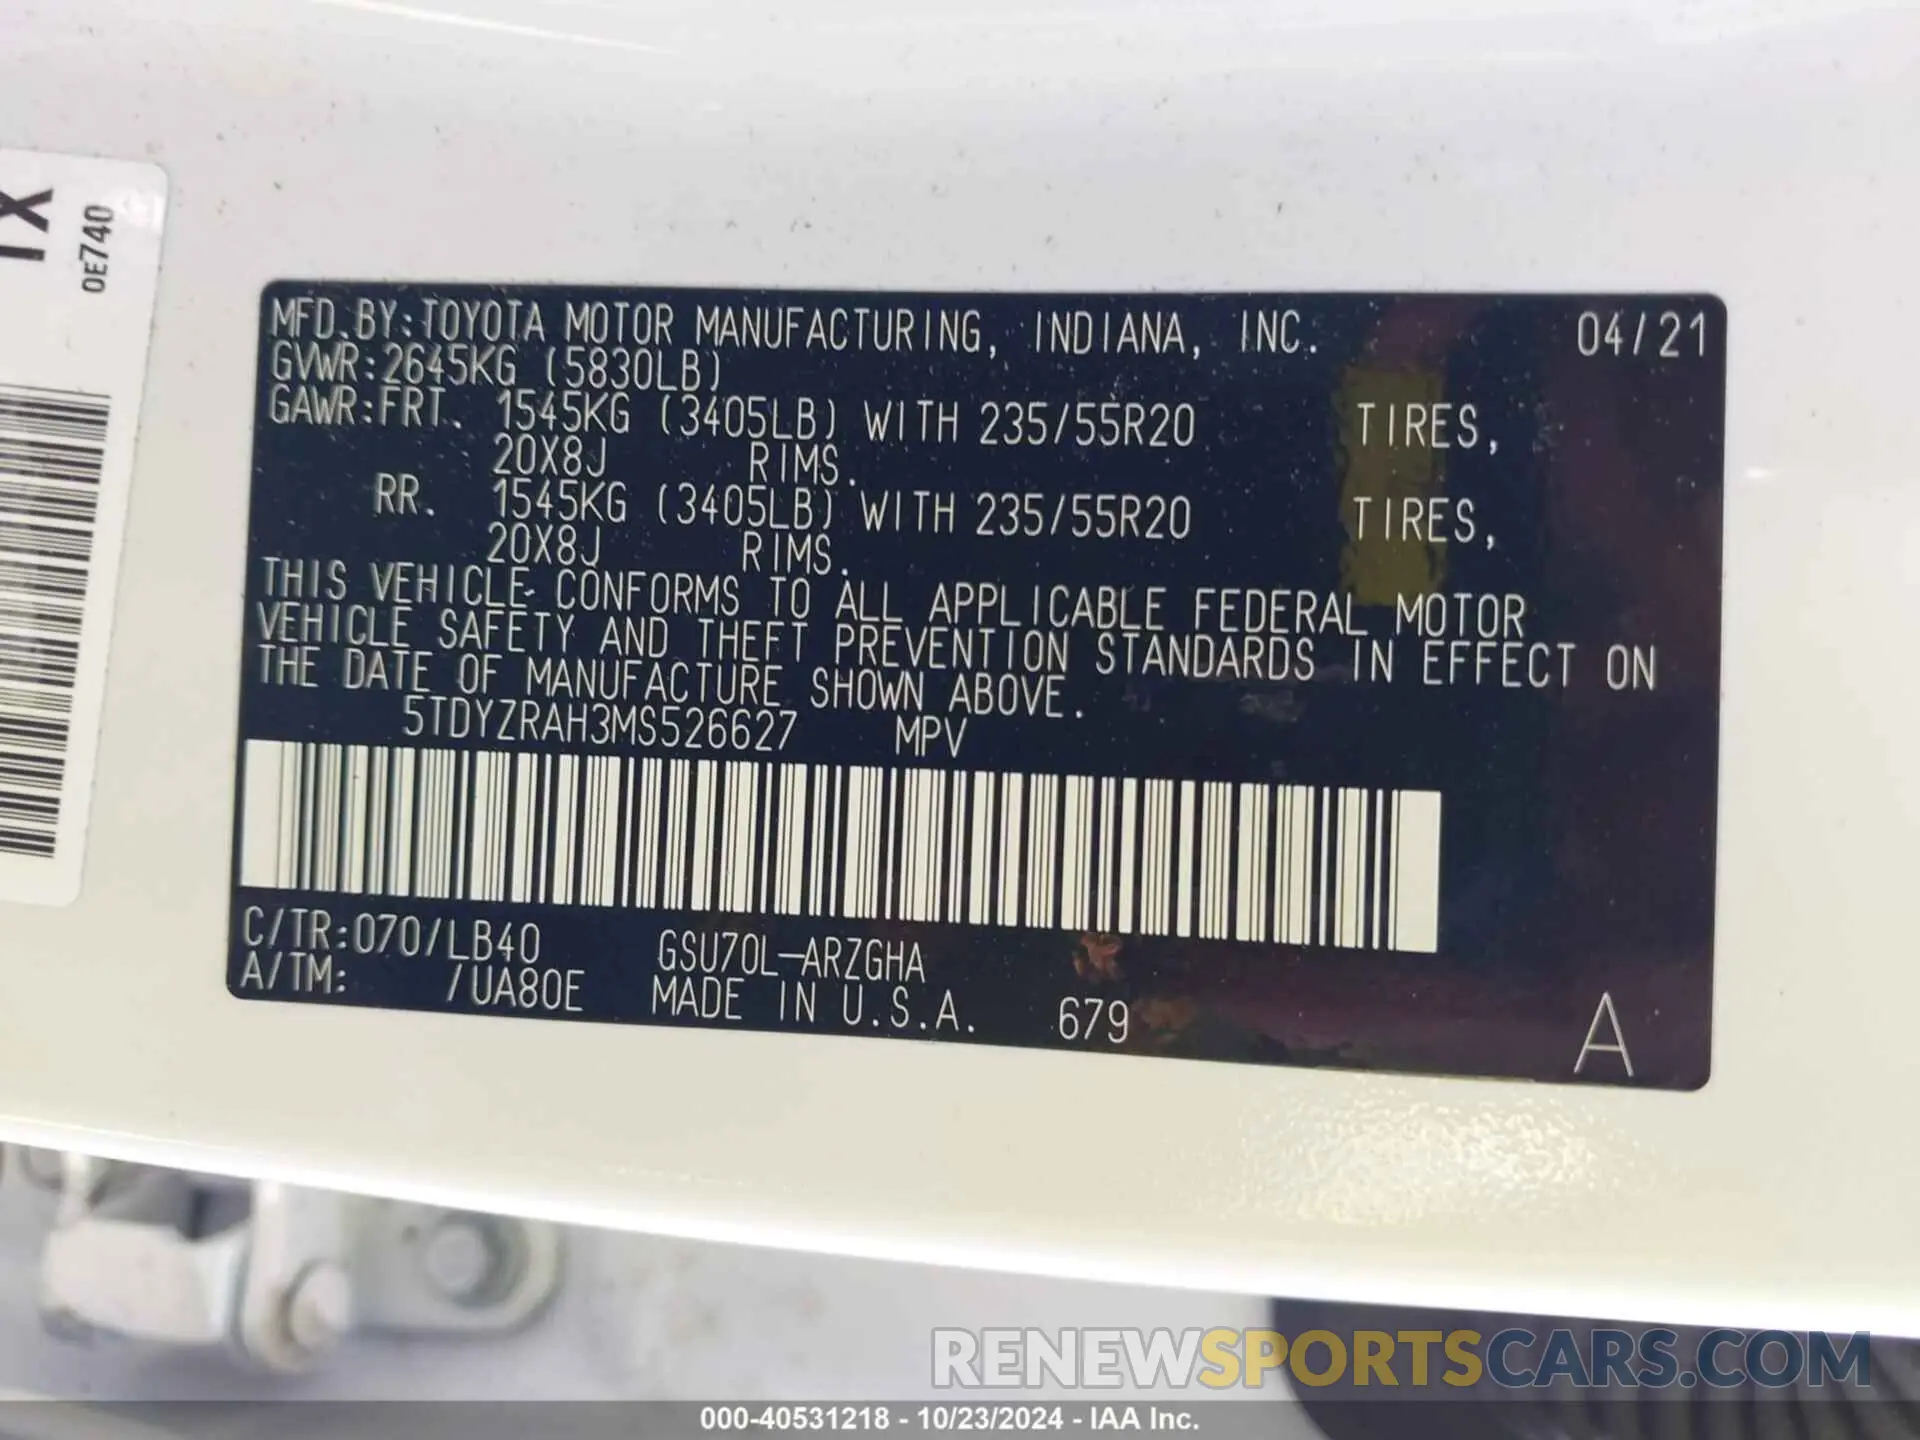 TX
0E740
MFD.BY:TOYOTA MOTOR MANUFACTURING, INDIANA, INC. 04/21
GVWR:2645KG (5830LB)
GAWR:FRT. 1545KG (3405LB) WITH 235/55R20 TIRES,
20X8J RIMS.
RR. 1545KG (3405LB) WITH 235/55R20 TIRES,
20X8J RIMS.
THIS VEHICLE CONFORMS TO ALL APPLICABLE FEDERAL MOTOR
VEHICLE SAFETY AND THEFT PREVENTION STANDARDS IN EFFECT ON
THE DATE OF MANUFACTURE SHOWN ABOVE.
5TDYZRAH3MS526627 MPV
C/TR:070/LB40 GSU70L-ARZGHA
A/TM: /UA80E MADE IN U.S.A. 679 A
RENEWSPORTSCARS.COM
000-40531218 - 10/23/2024 - IAA Inc.